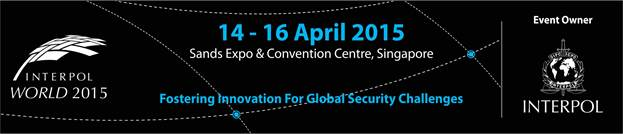 INTERPOL
WORLD 2015
14 - 16 April 2015
Sands Expo & Convention Centre, Singapore
Fostering Innovation For Global Security Challenges
Event Owner
INTERPOL